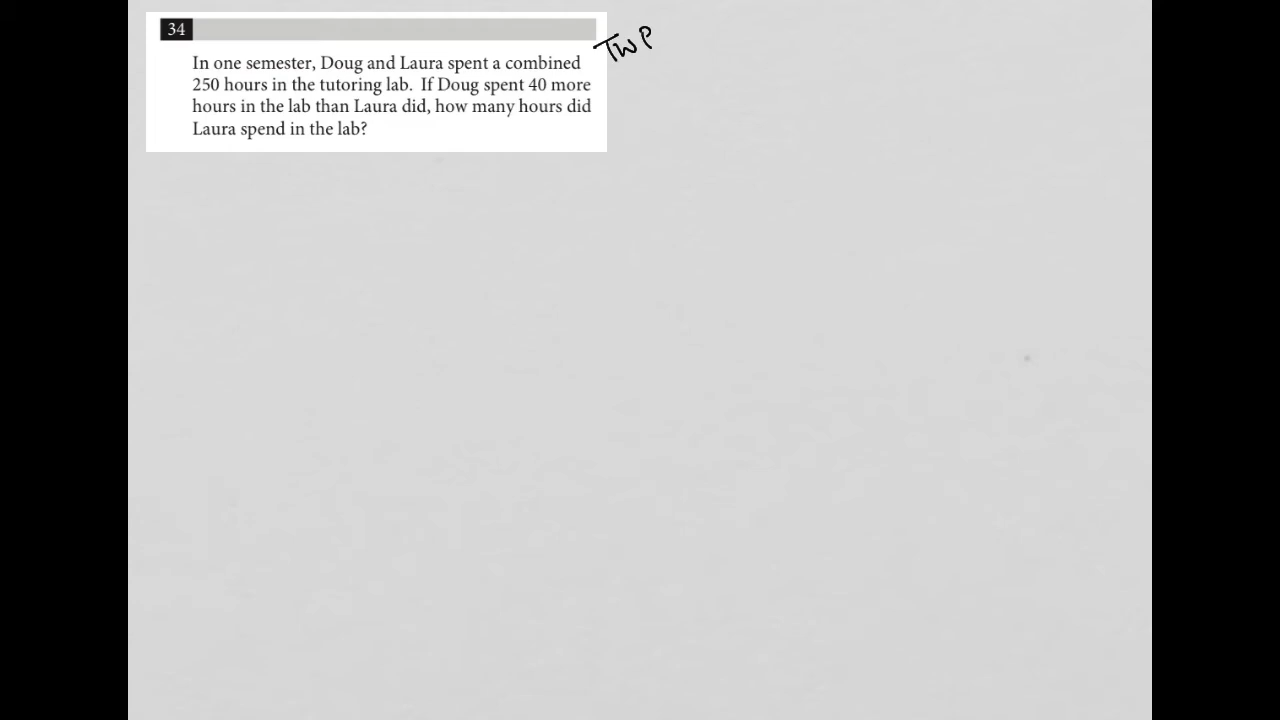 34
TWP
In one semester, Doug and Laura spent a combined
250 hours in the tutoring lab. If Doug spent 40 more
hours in the lab than Laura did, how many hours did
Laura spend in the lab?